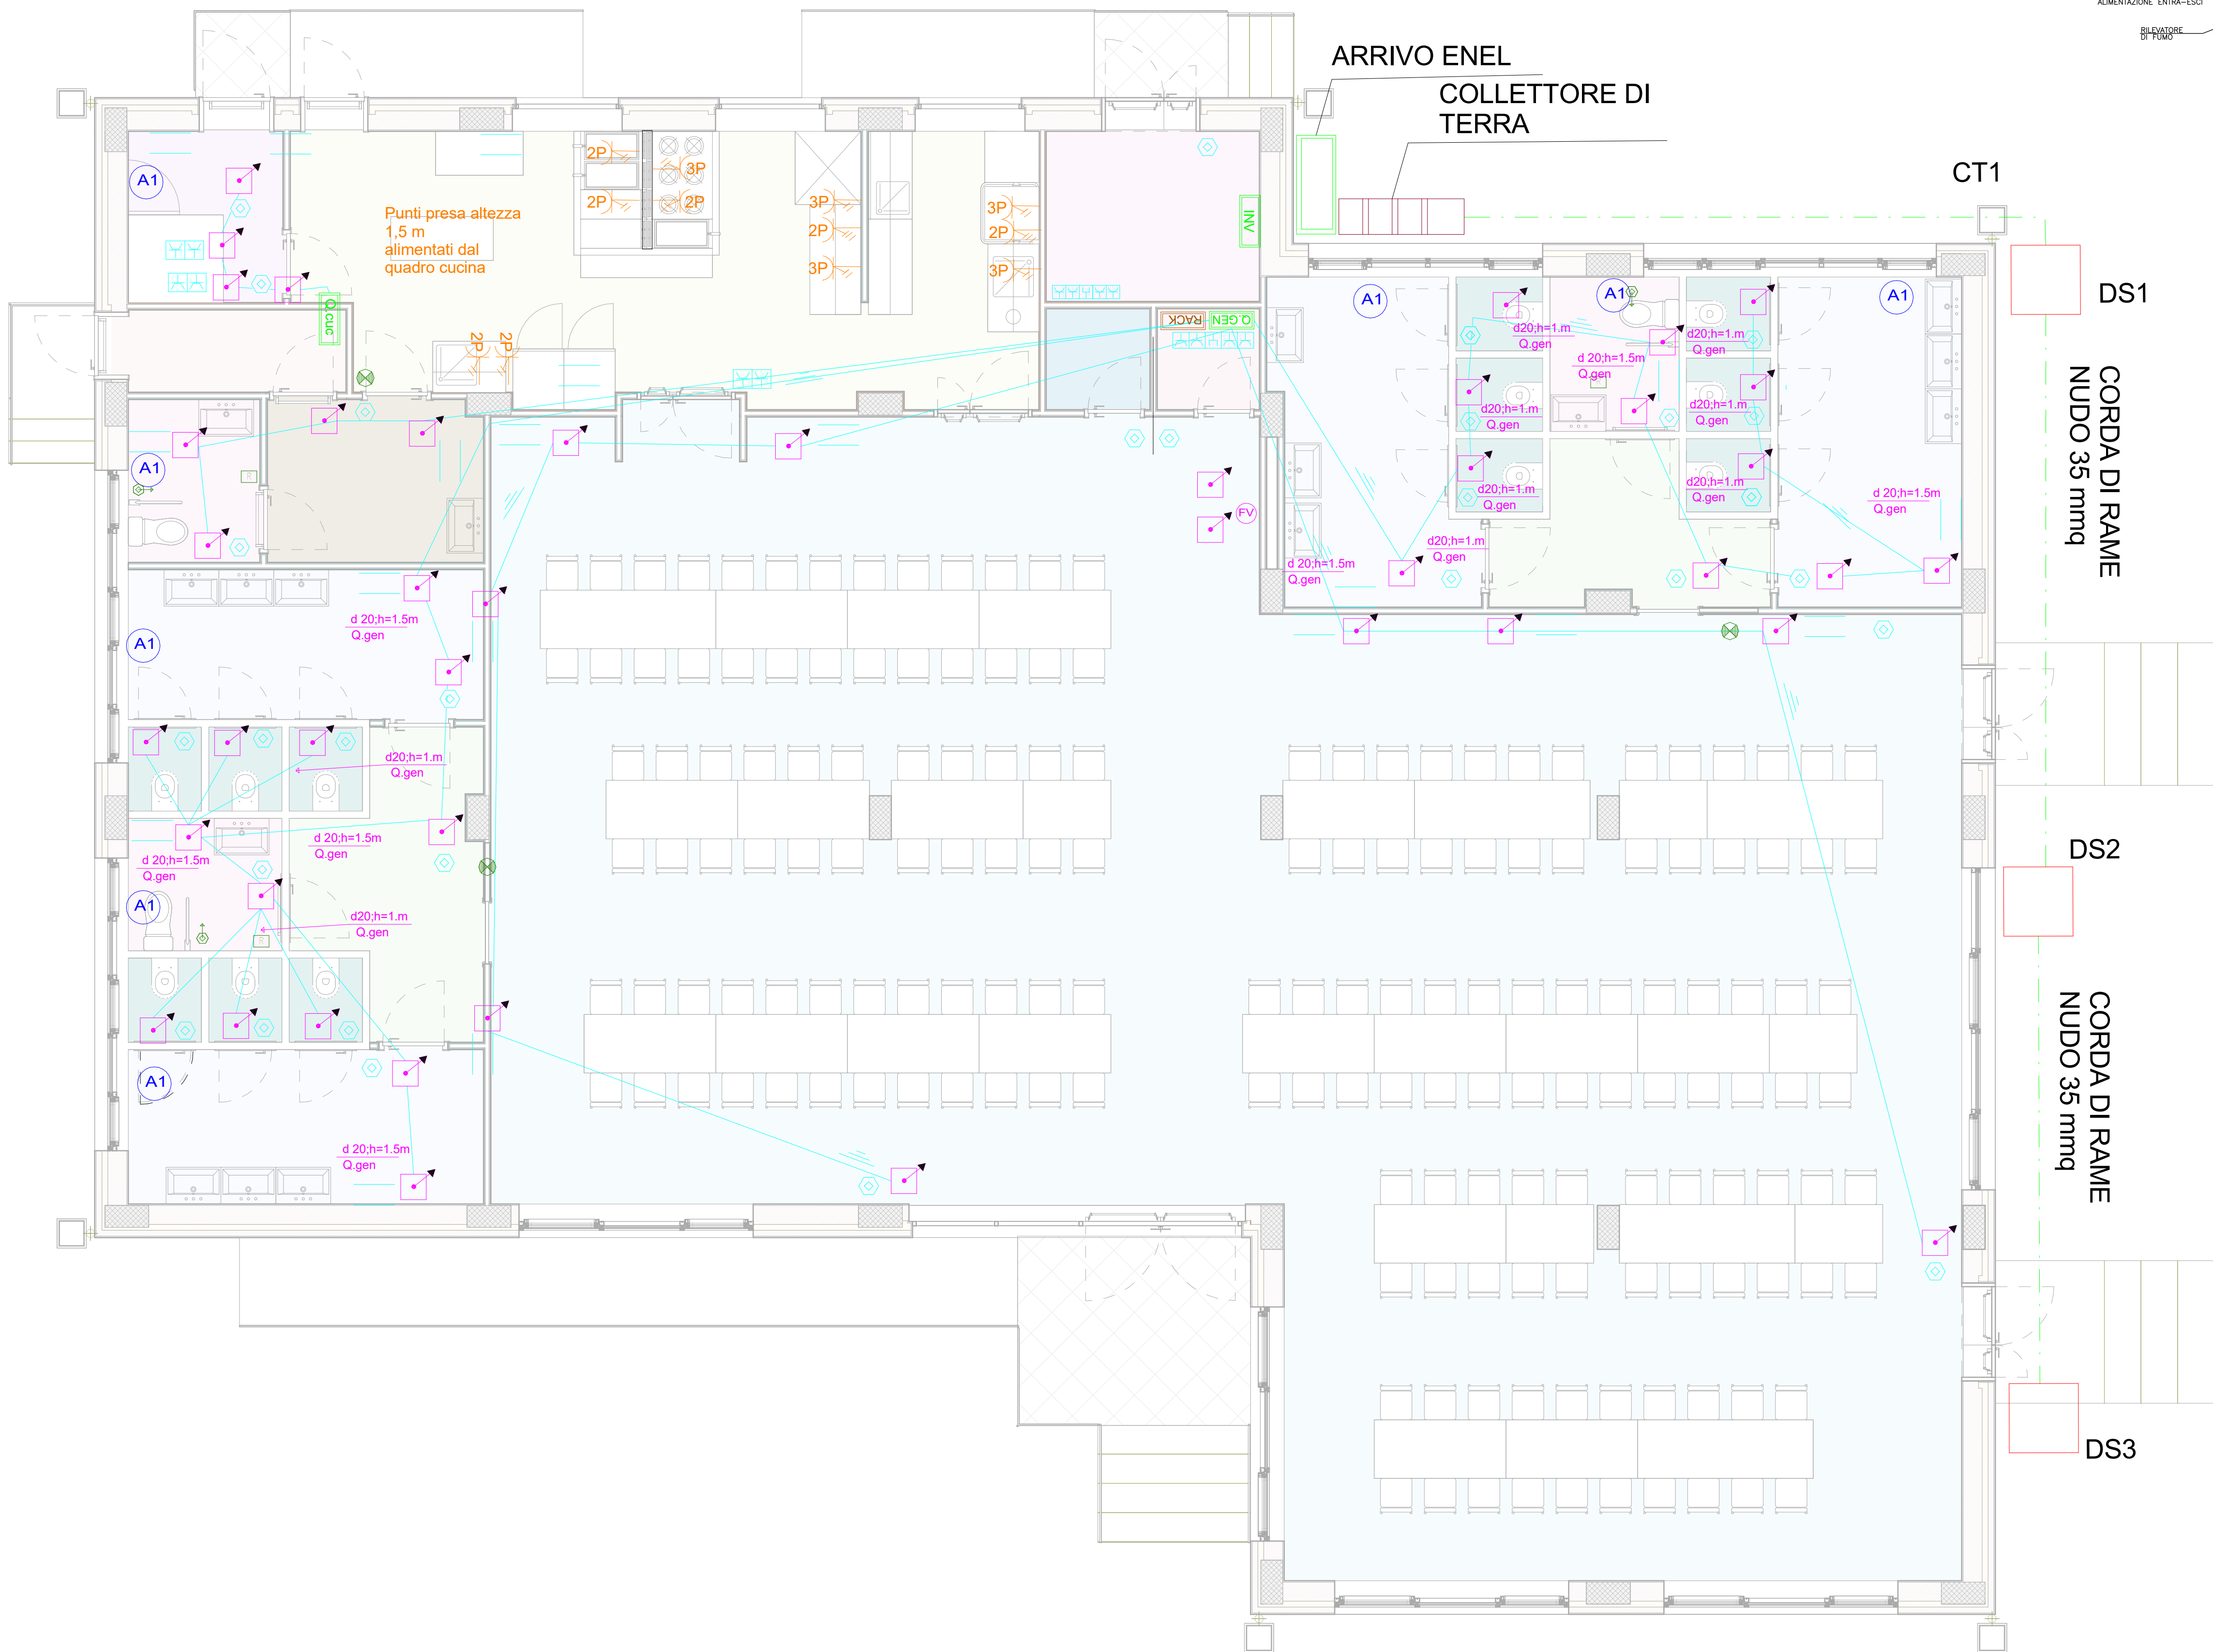 ALIMENTAZIONE ENTRA-ESCI
RILEVATORE
DI FUMO
ARRIVO ENEL
COLLETTORE DI
TERRA
CT1
DS1
CORDA DI RAME
NUDO 35 mmq
DS2
CORDA DI RAME
NUDO 35 mmq
DS3
A1
Punti presa altezza
1,5 m
alimentati dal
quadro cucina
2P
3P
2P
2P
3P
2P
3P
3P
2P
3P
2P
2P
INV
Q.cuc
RACK
Q.GEN
A1
A1
A1
d20;h=1.m
Q.gen
d20;h=1.m
Q.gen
d 20;h=1.5m
Q.gen
d20;h=1.m
Q.gen
d20;h=1.m
Q.gen
d20;h=1.m
Q.gen
d20;h=1.m
Q.gen
d 20;h=1.5m
Q.gen
d20;h=1.m
Q.gen
d 20;h=1.5m
Q.gen
FV
A1
A1
d 20;h=1.5m
Q.gen
d20;h=1.m
Q.gen
d 20;h=1.5m
Q.gen
d 20;h=1.5m
Q.gen
A1
d20;h=1.m
Q.gen
A1
d 20;h=1.5m
Q.gen